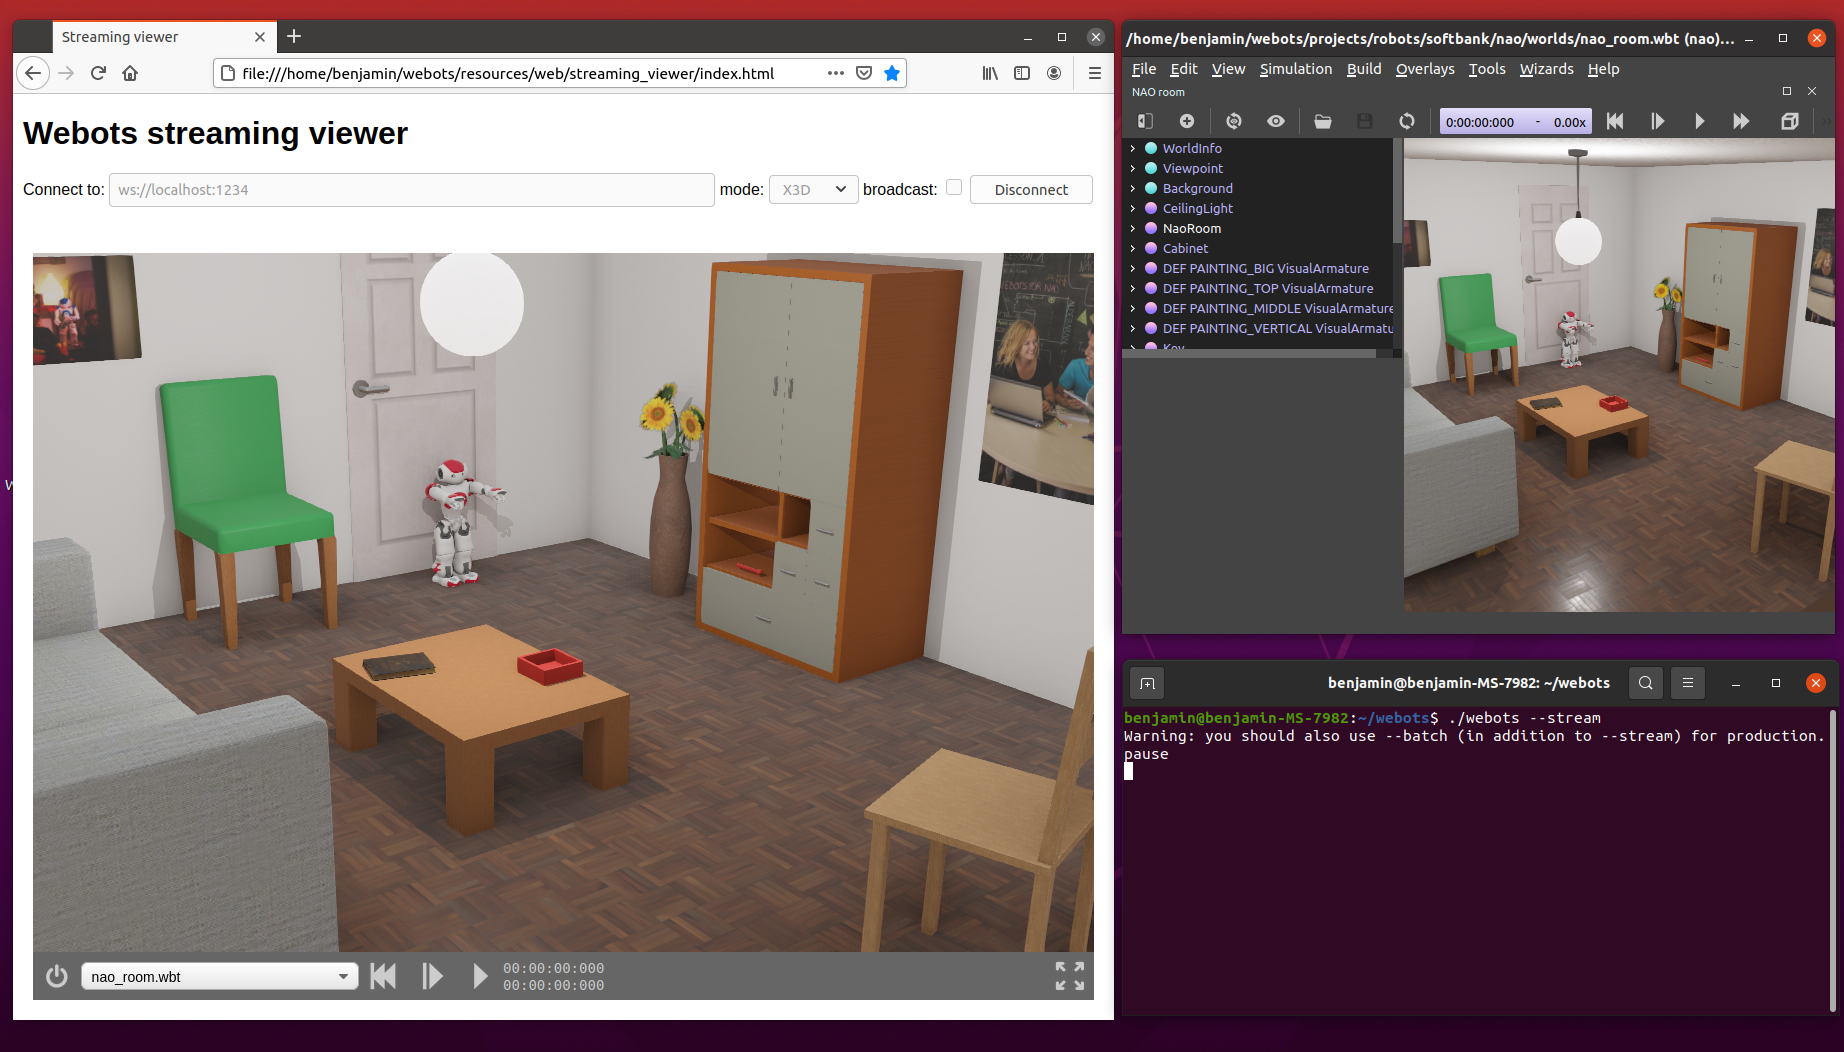 Streaming viewer
file:///home/benjamin/webots/resources/web/streaming_viewer/index.html
Webots streaming viewer
Connect to: ws://localhost:1234 mode: X3D broadcast: Disconnect
nao_room.wbt
00:00:00:000
00:00:00:000
/home/benjamin/webots/projects/robots/softbank/nao/worlds/nao_room.wbt (nao)...
File Edit View Simulation Build Overlays Tools Wizards Help
NAO room
0:00:00:000 - 0.00x
WorldInfo
Viewpoint
Background
CeilingLight
NaoRoom
Cabinet
DEF PAINTING_BIG VisualArmature
DEF PAINTING_TOP VisualArmature
DEF PAINTING_MIDDLE VisualArmature
DEF PAINTING_VERTICAL VisualArmatu
Key
benjamin@benjamin-MS-7982: ~/webots
benjamin@benjamin-MS-7982:~/webots$ ./webots --stream
Warning: you should also use --batch (in addition to --stream) for production.
pause